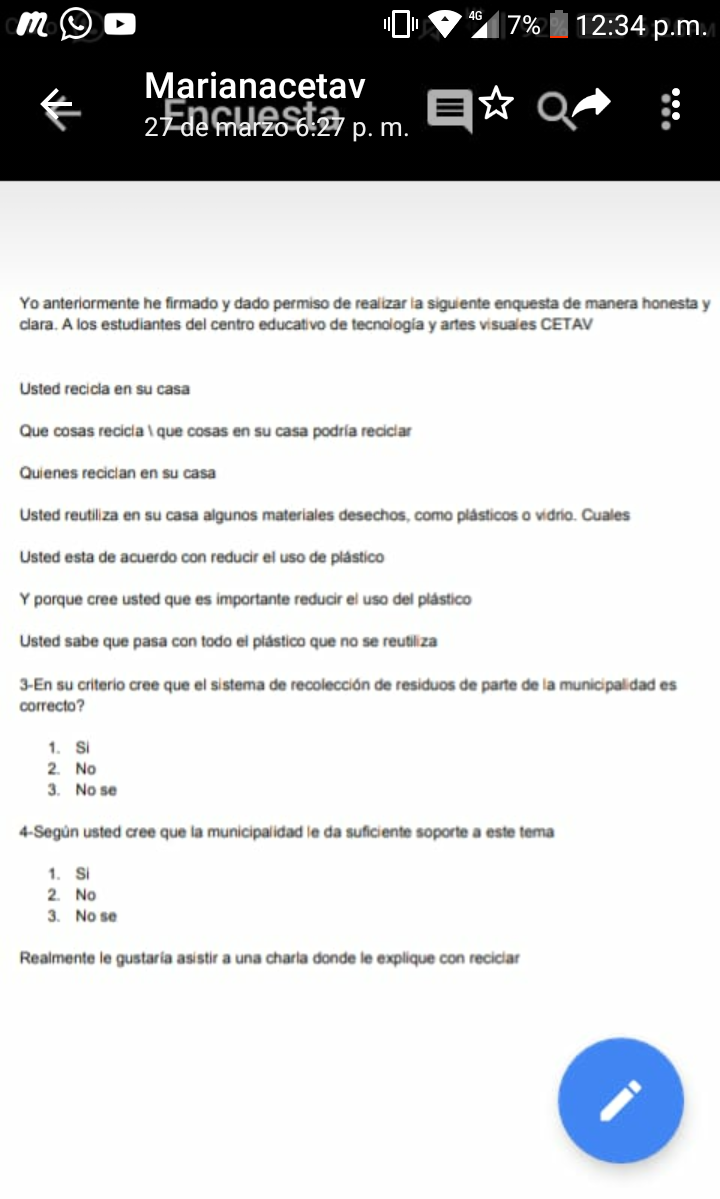 4G 7% 12:34 p.m.
Marianacetav
Encuesta
27 de marzo 6:27 p. m.
Yo anteriormente he firmado y dado permiso de realizar la siguiente enquesta de manera honesta y
clara. A los estudiantes del centro educativo de tecnología y artes visuales CETAV
Usted recicla en su casa
Que cosas recicla \ que cosas en su casa podría reciclar
Quienes reciclan en su casa
Usted reutiliza en su casa algunos materiales desechos, como plásticos o vidrio. Cuales
Usted esta de acuerdo con reducir el uso de plástico
Y porque cree usted que es importante reducir el uso del plástico
Usted sabe que pasa con todo el plástico que no se reutiliza
3-En su criterio cree que el sistema de recolección de residuos de parte de la municipalidad es
correcto?
1. Si
2. No
3. No se
4-Según usted cree que la municipalidad le da suficiente soporte a este tema
1. Si
2. No
3. No se
Realmente le gustaría asistir a una charla donde le explique con reciclar